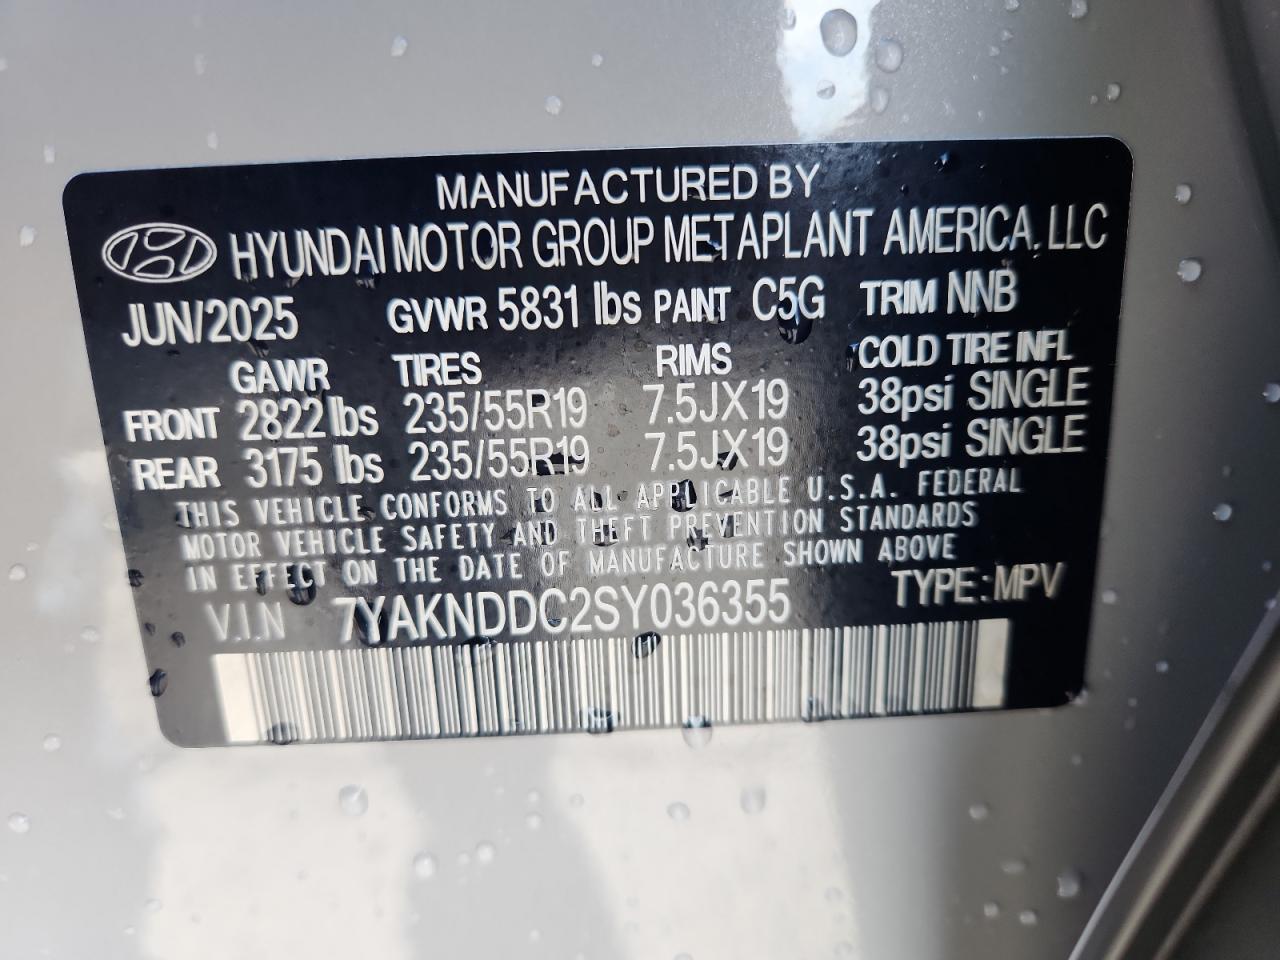 MANUFACTURED BY
HYUNDAI MOTOR GROUP METAPLANT AMERICA, LLC
JUN/2025 GVWR 5831 lbs PAINT C5G TRIM NNB
GAWR TIRES RIMS COLD TIRE INFL
FRONT 2822 lbs 235/55R19 7.5JX19 38psi SINGLE
REAR 3175 lbs 235/55R19 7.5JX19 38psi SINGLE
THIS VEHICLE CONFORMS TO ALL APPLICABLE U.S.A. FEDERAL
MOTOR VEHICLE SAFETY AND THEFT PREVENTION STANDARDS
IN EFFECT ON THE DATE OF MANUFACTURE SHOWN ABOVE
V.I.N 7YAKNDDC2SY036355 TYPE: MPV